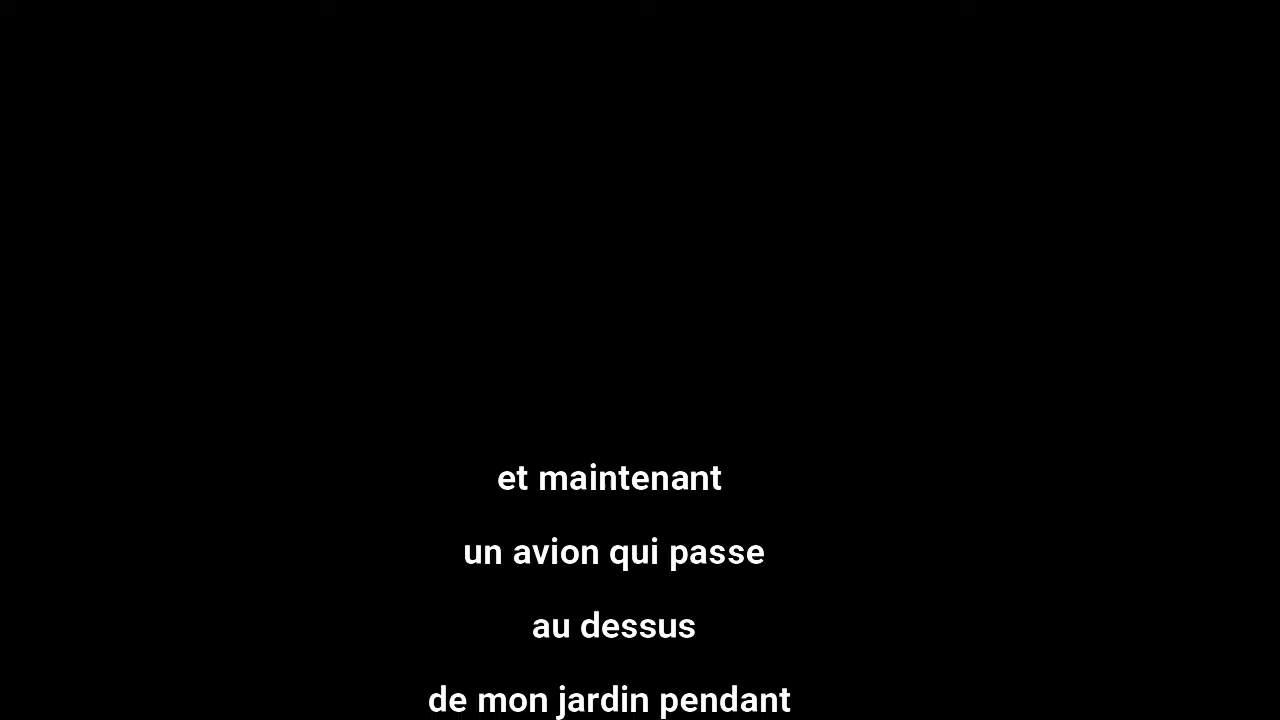 et maintenant
un avion qui passe
au dessus
de mon jardin pendant